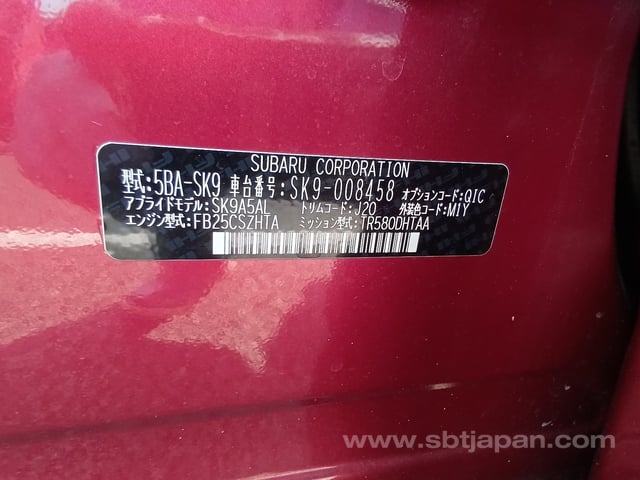 SUBARU CORPORATION
型式:5BA-SK9 車台番号:SK9-008458 オプションコード:QIC
アプライドモデル:SK9A5AL トリムコード:J20 外装色コード:M1Y
エンジン型式:FB25CSZHTA ミッション型式:TR580DHTAA
www.sbtjapan.com